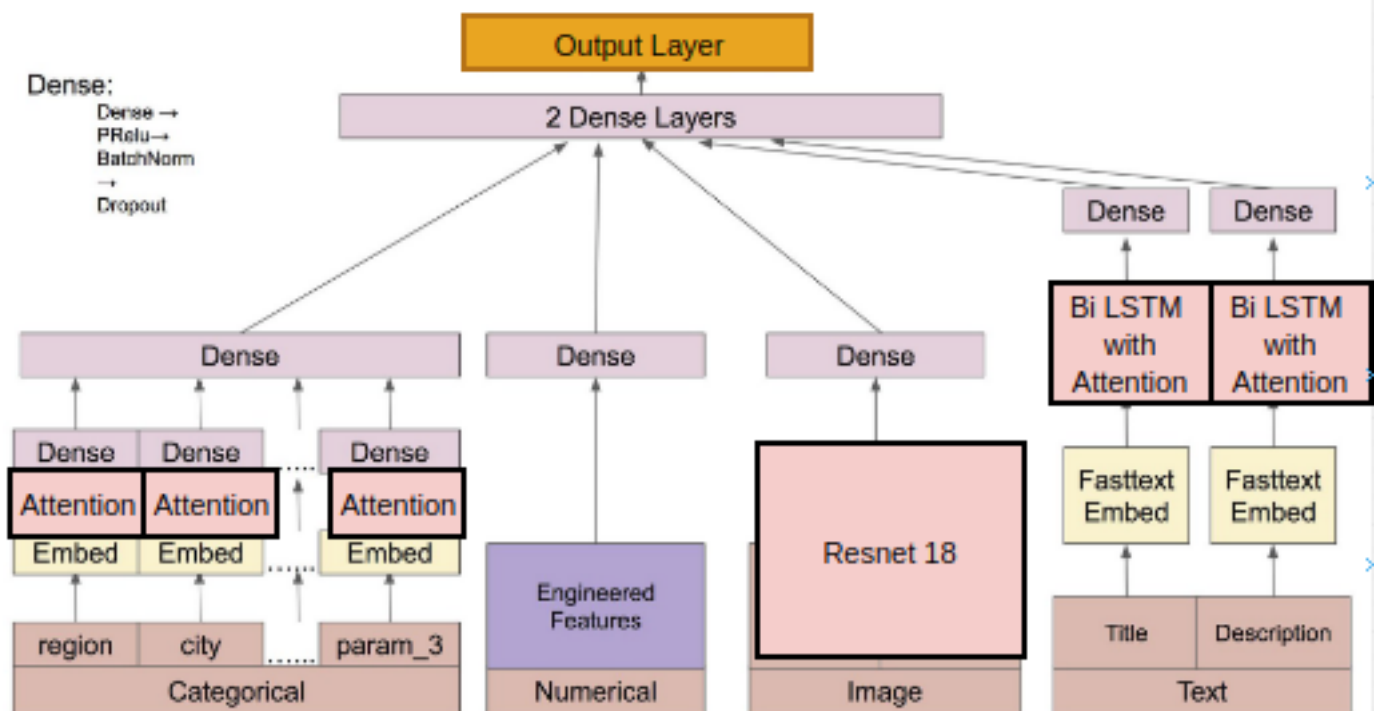 Output Layer
Dense:
Dense →
PRelu→
BatchNorm
→
Dropout
2 Dense Layers
Dense Dense
Bi LSTM
with
Attention
Bi LSTM
with
Attention
Dense Dense Dense
Dense Dense Dense
Attention Attention Attention
Embed Embed Embed
Fasttext
Embed
Fasttext
Embed
Resnet 18
Engineered
Features
region city ...... param_3
Title Description
Categorical Numerical Image Text